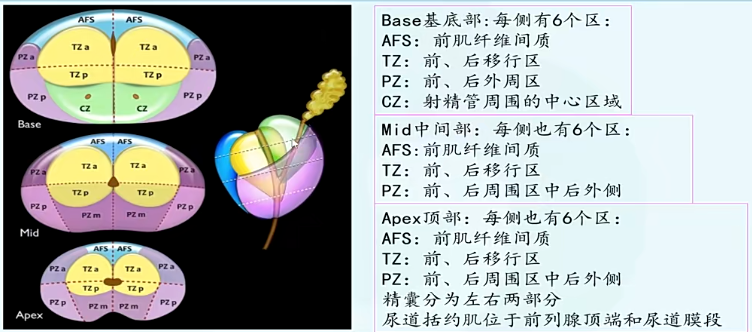 AFS
TZ a TZ a
PZ a PZ a
TZ p TZ p
PZ p PZ p
CZ CZ
Base
AFS AFS
TZ a TZ a
PZ a PZ a
TZ p TZ p
PZ p PZ m PZ m PZ p
Mid
AFS AFS
PZ a TZ a TZ a PZ a
TZ p TZ p
PZ p PZ m PZ m PZ p
Apex
Base基底部:每侧有6个区:
AFS: 前肌纤维间质
TZ: 前、后移行区
PZ: 前、后外周区
CZ: 射精管周围的中心区域
Mid中间部: 每侧也有6个区:
AFS:前肌纤维间质
TZ: 前、后移行区
PZ: 前、后周围区中后外侧
Apex顶部: 每侧也有6个区:
AFS: 前肌纤维间质
TZ: 前、后移行区
PZ: 前、后周围区中后外侧
精囊分为左右两部分
尿道括约肌位于前列腺顶端和尿道膜段